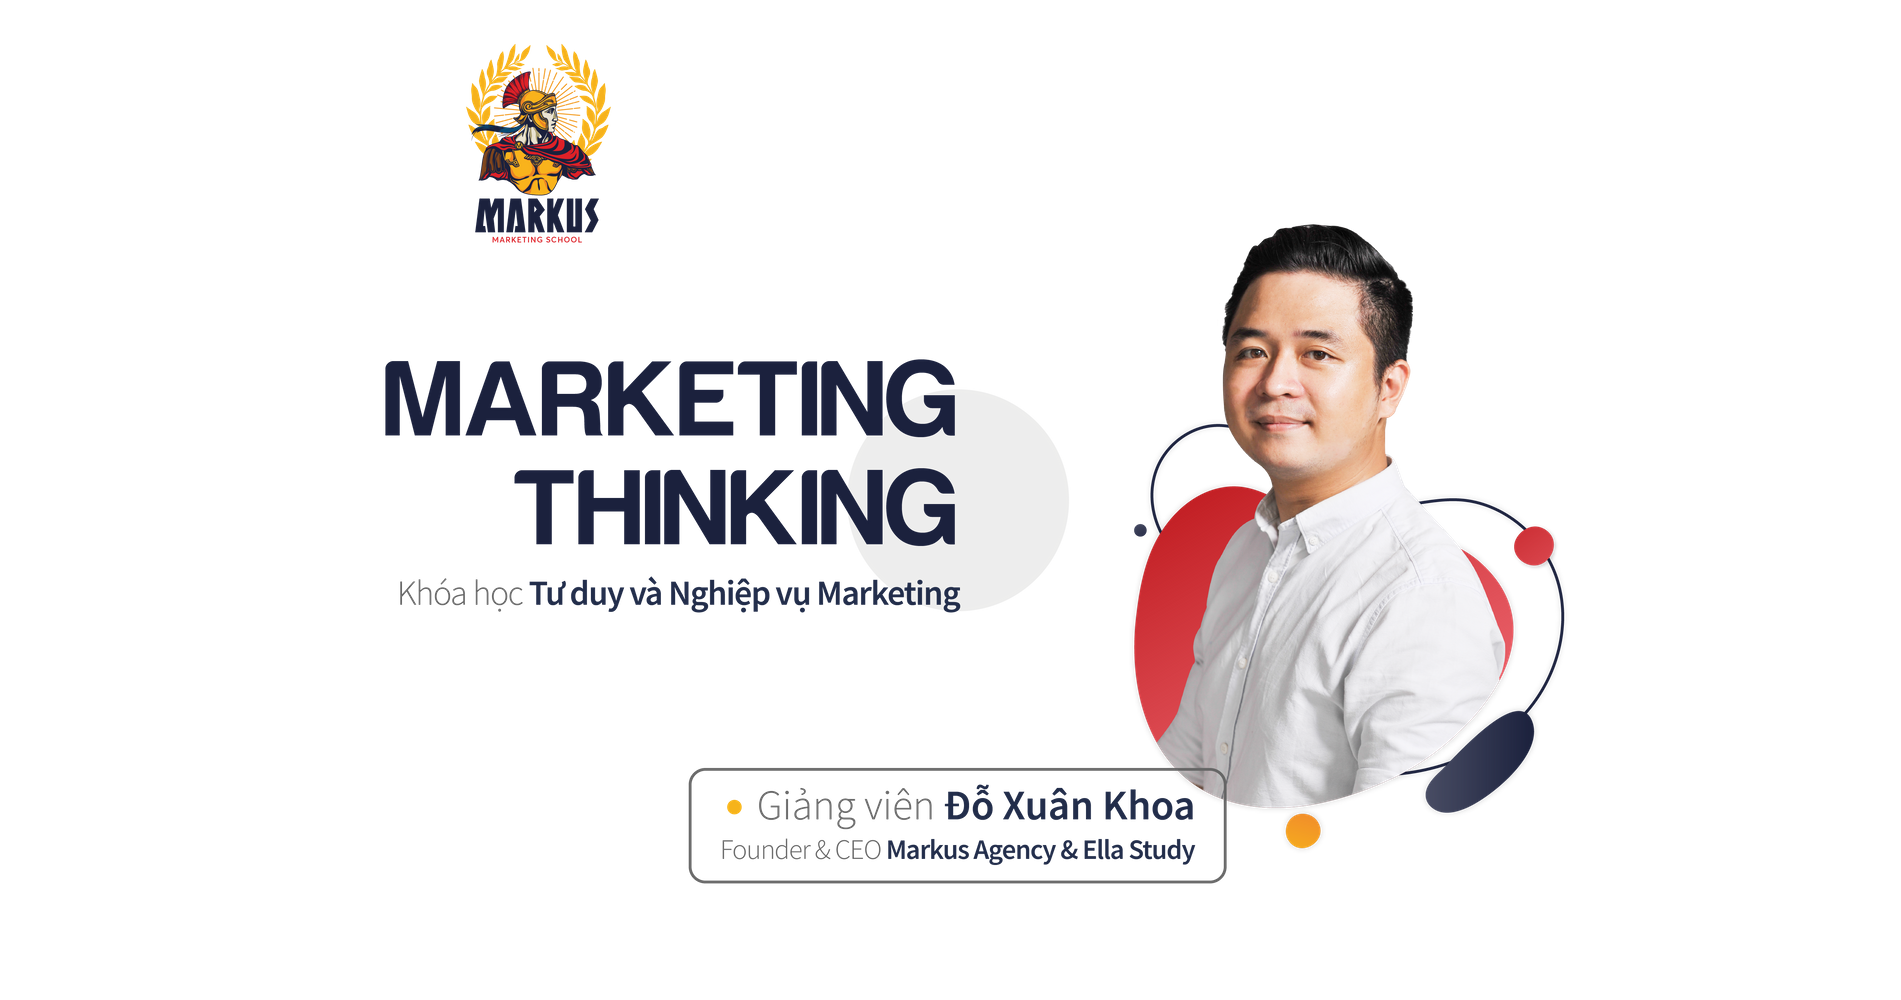 MARKUS
MARKETING SCHOOL
MARKETING
THINKING
Khóa học Tư duy và Nghiệp vụ Marketing
Giảng viên Đỗ Xuân Khoa
Founder & CEO Markus Agency & Ella Study